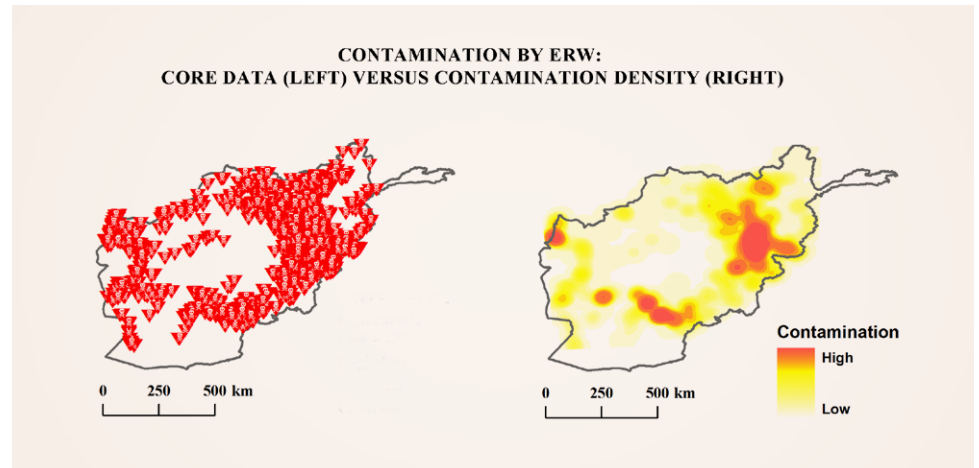 CONTAMINATION BY ERW:
CORE DATA (LEFT) VERSUS CONTAMINATION DENSITY (RIGHT)
Contamination
High
Low
0 250 500 km
0 250 500 km